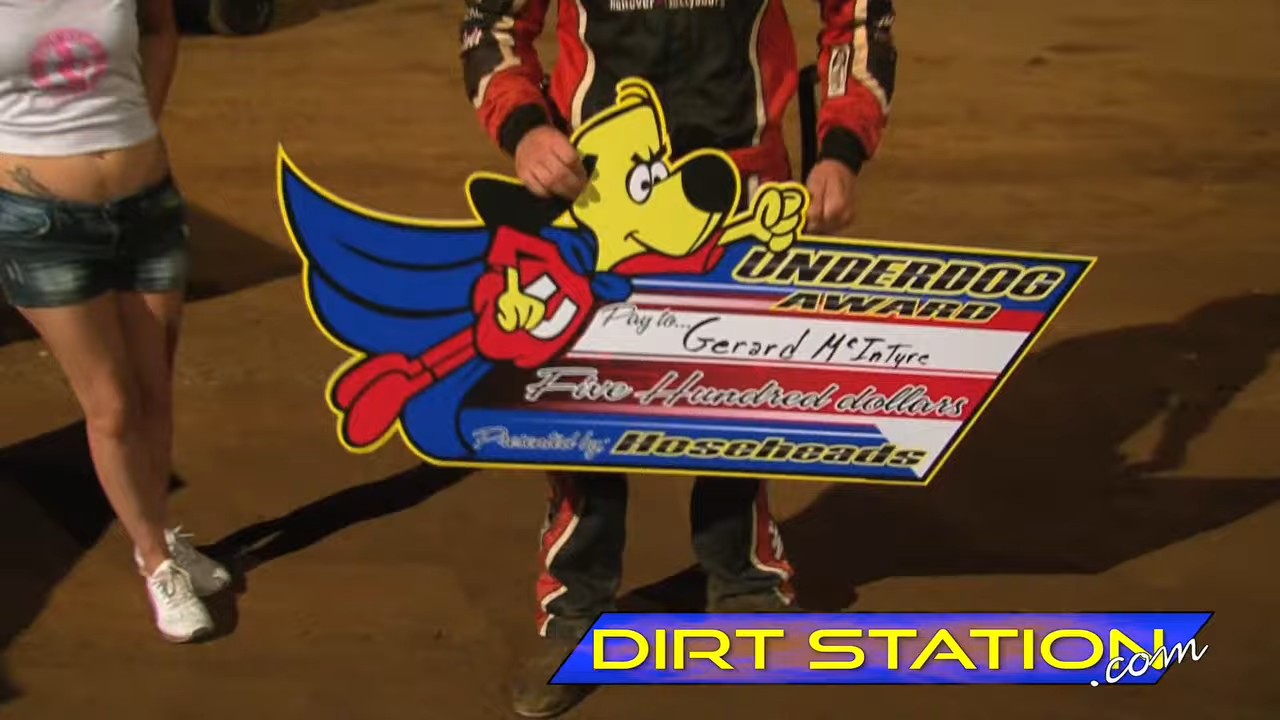 UNDERDOG
AWARD
Pay to... Gerard McInTyre
Five Hundred dollars
Presented by: Hoseheads
DIRT STATION
.com